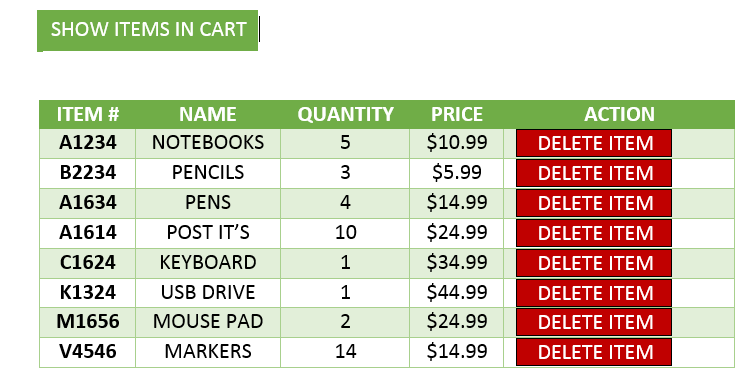 SHOW ITEMS IN CART
ITEM # NAME QUANTITY PRICE ACTION
A1234 NOTEBOOKS 5 $10.99 DELETE ITEM
B2234 PENCILS 3 $5.99 DELETE ITEM
A1634 PENS 4 $14.99 DELETE ITEM
A1614 POST IT’S 10 $24.99 DELETE ITEM
C1624 KEYBOARD 1 $34.99 DELETE ITEM
K1324 USB DRIVE 1 $44.99 DELETE ITEM
M1656 MOUSE PAD 2 $24.99 DELETE ITEM
V4546 MARKERS 14 $14.99 DELETE ITEM